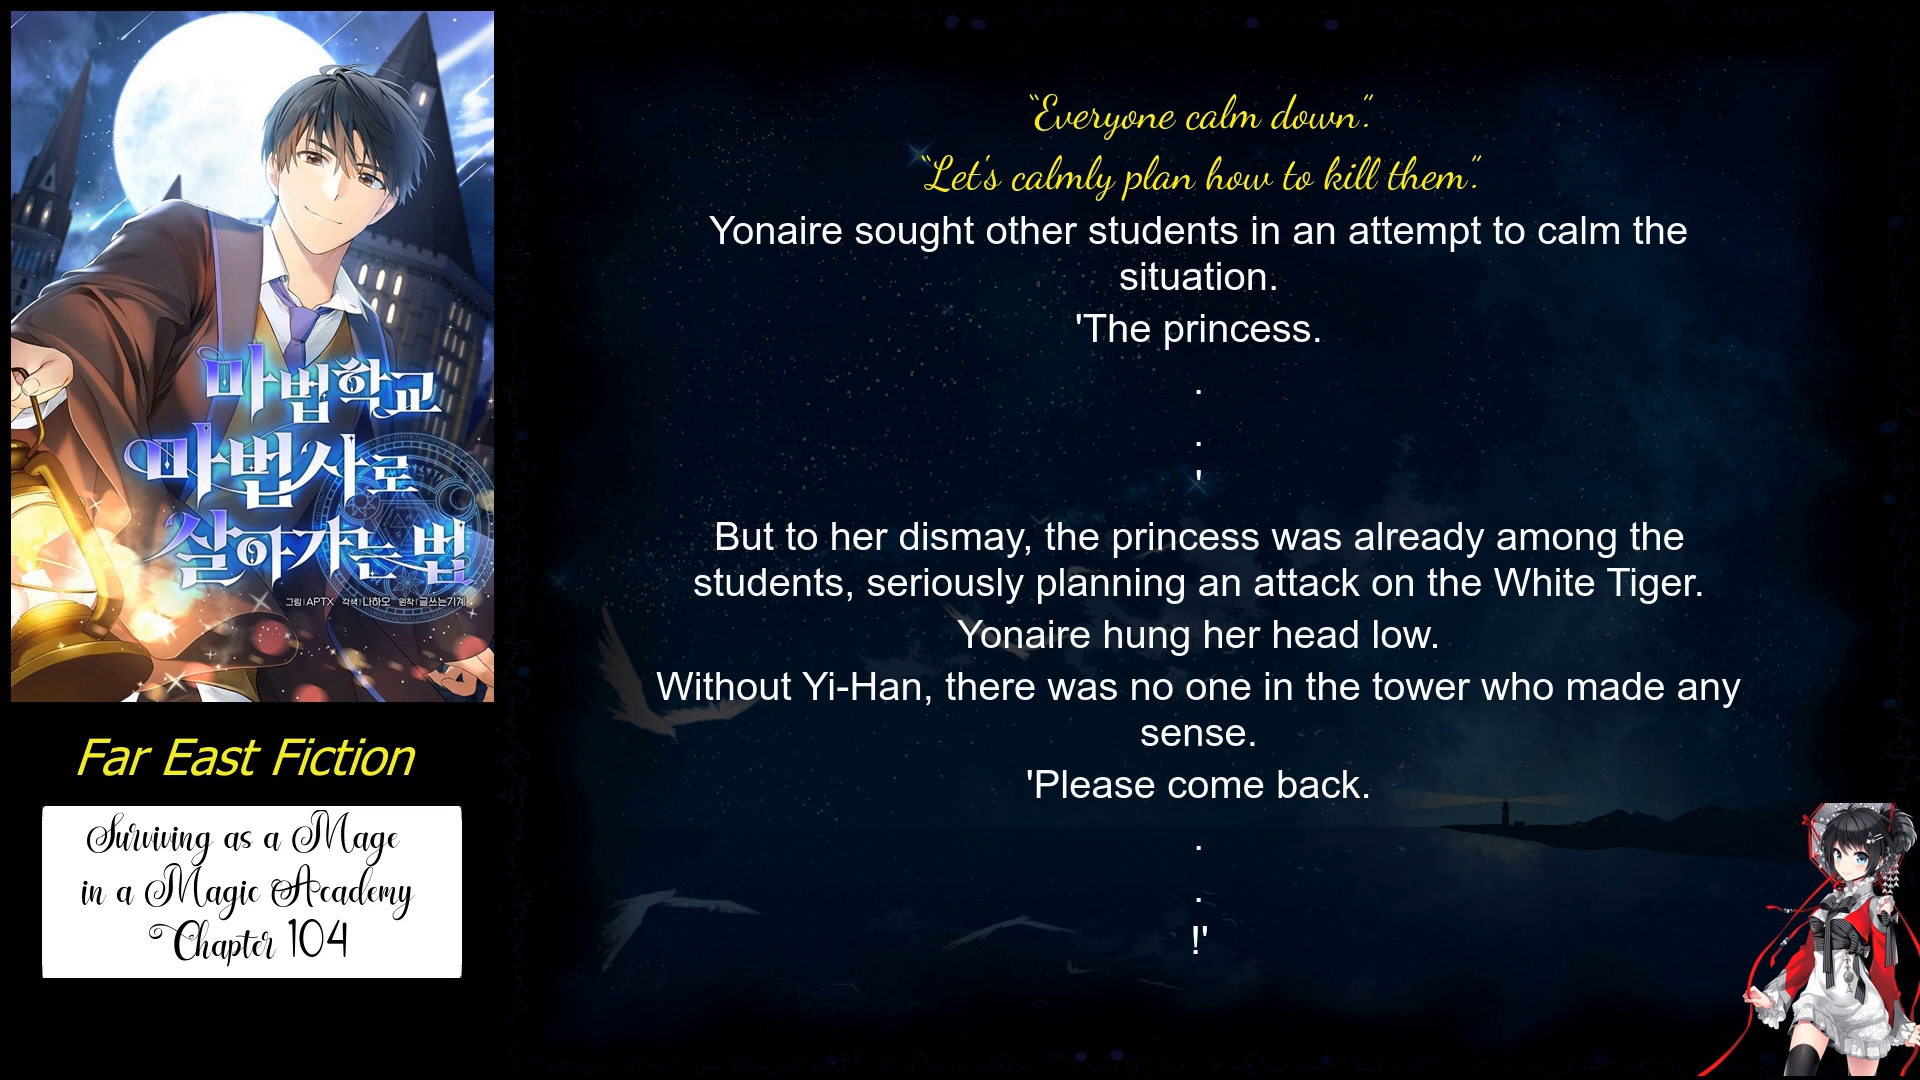 마법학교
마법사로
살아가는 법
그림|APTX 각색|나하오 원작|글쓰는기계
Far East Fiction
Surviving as a Mage
in a Magic Academy
Chapter 104
“Everyone calm down”.
“Let's calmly plan how to kill them”.
Yonaire sought other students in an attempt to calm the
situation.
'The princess.
.
.
'
But to her dismay, the princess was already among the
students, seriously planning an attack on the White Tiger.
Yonaire hung her head low.
Without Yi-Han, there was no one in the tower who made any
sense.
'Please come back.
.
.
!'